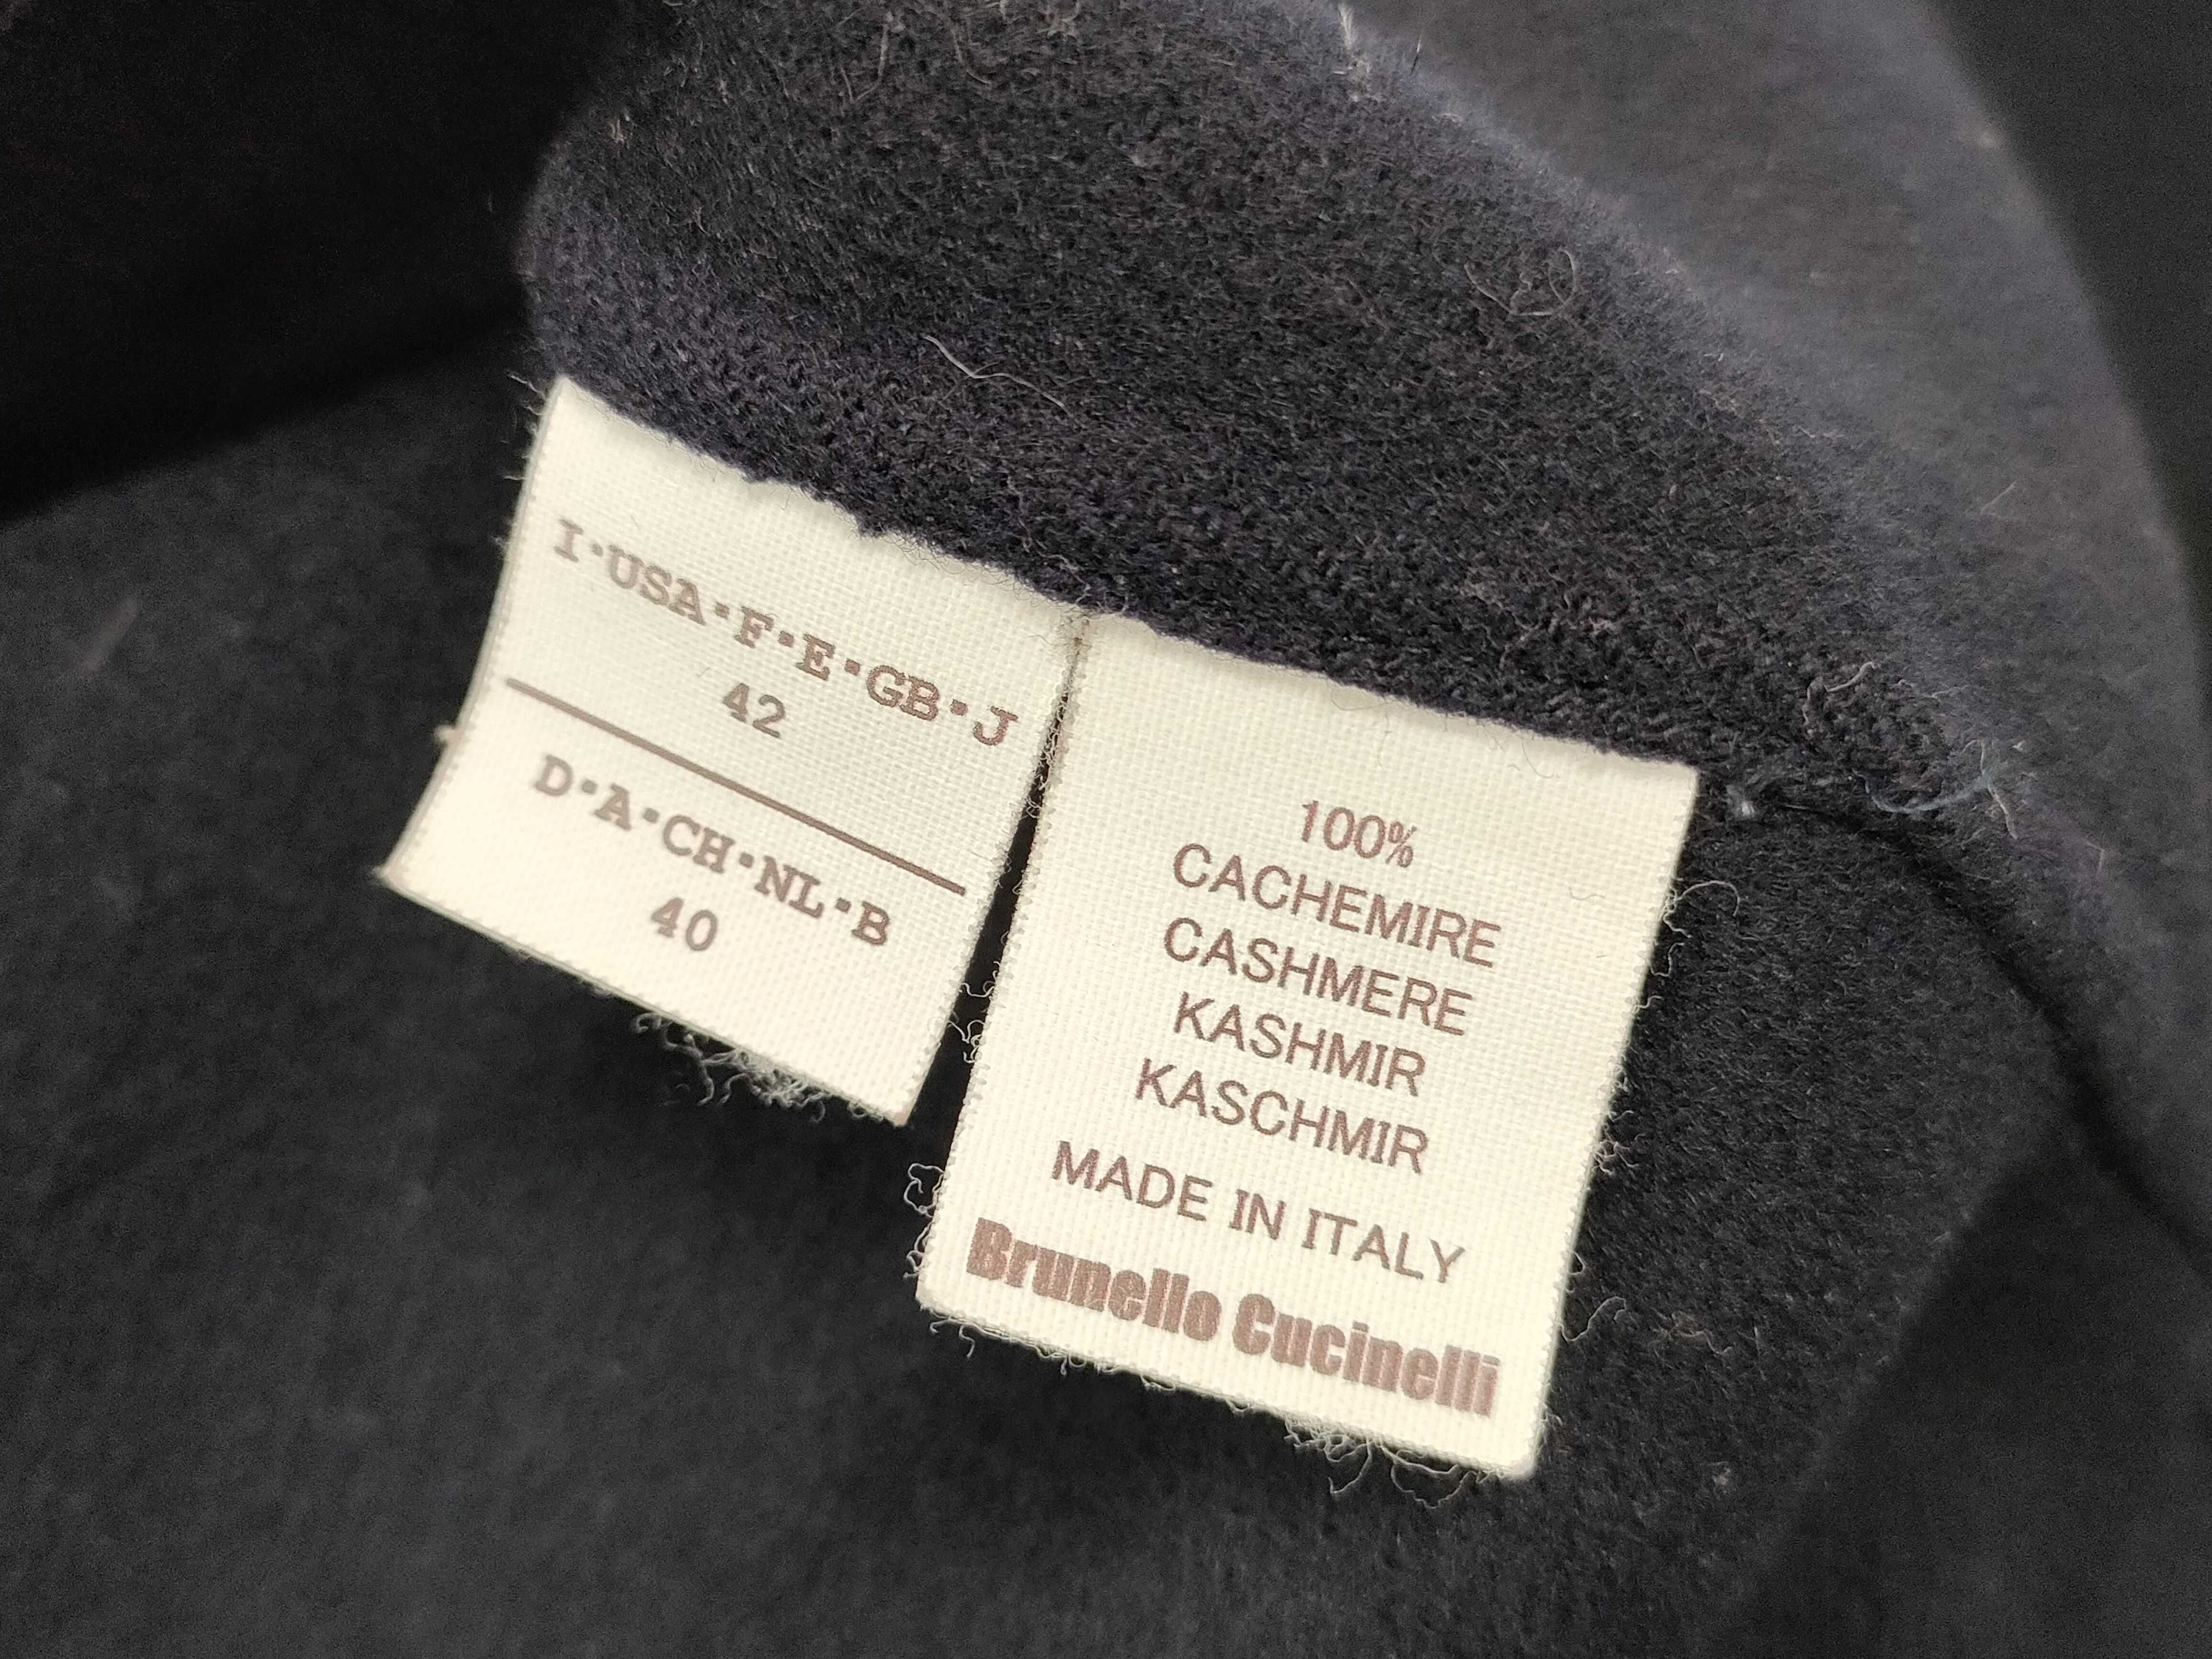 I·USA·F·E·GB·J
42
D·A·CH·NL·B
40
100%
CACHEMIRE
CASHMERE
KASHMIR
KASCHMIR
MADE IN ITALY
Brunello Cucinelli